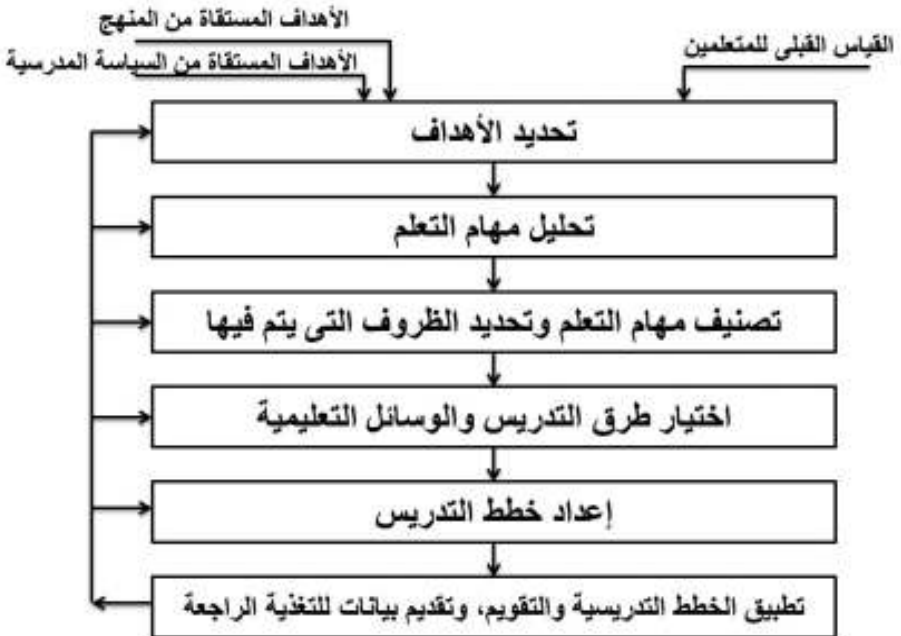 الأهداف المستقاة من المنهج
القياس القبلى للمتعلمين
الأهداف المستقاة من السياسة المدرسية
تحديد الأهداف
تحليل مهام التعلم
تصنيف مهام التعلم وتحديد الظروف التى يتم فيها
اختيار طرق التدريس والوسائل التعليمية
إعداد خطط التدريس
تطبيق الخطط التدريسية والتقويم، وتقديم بيانات للتغذية الراجعة